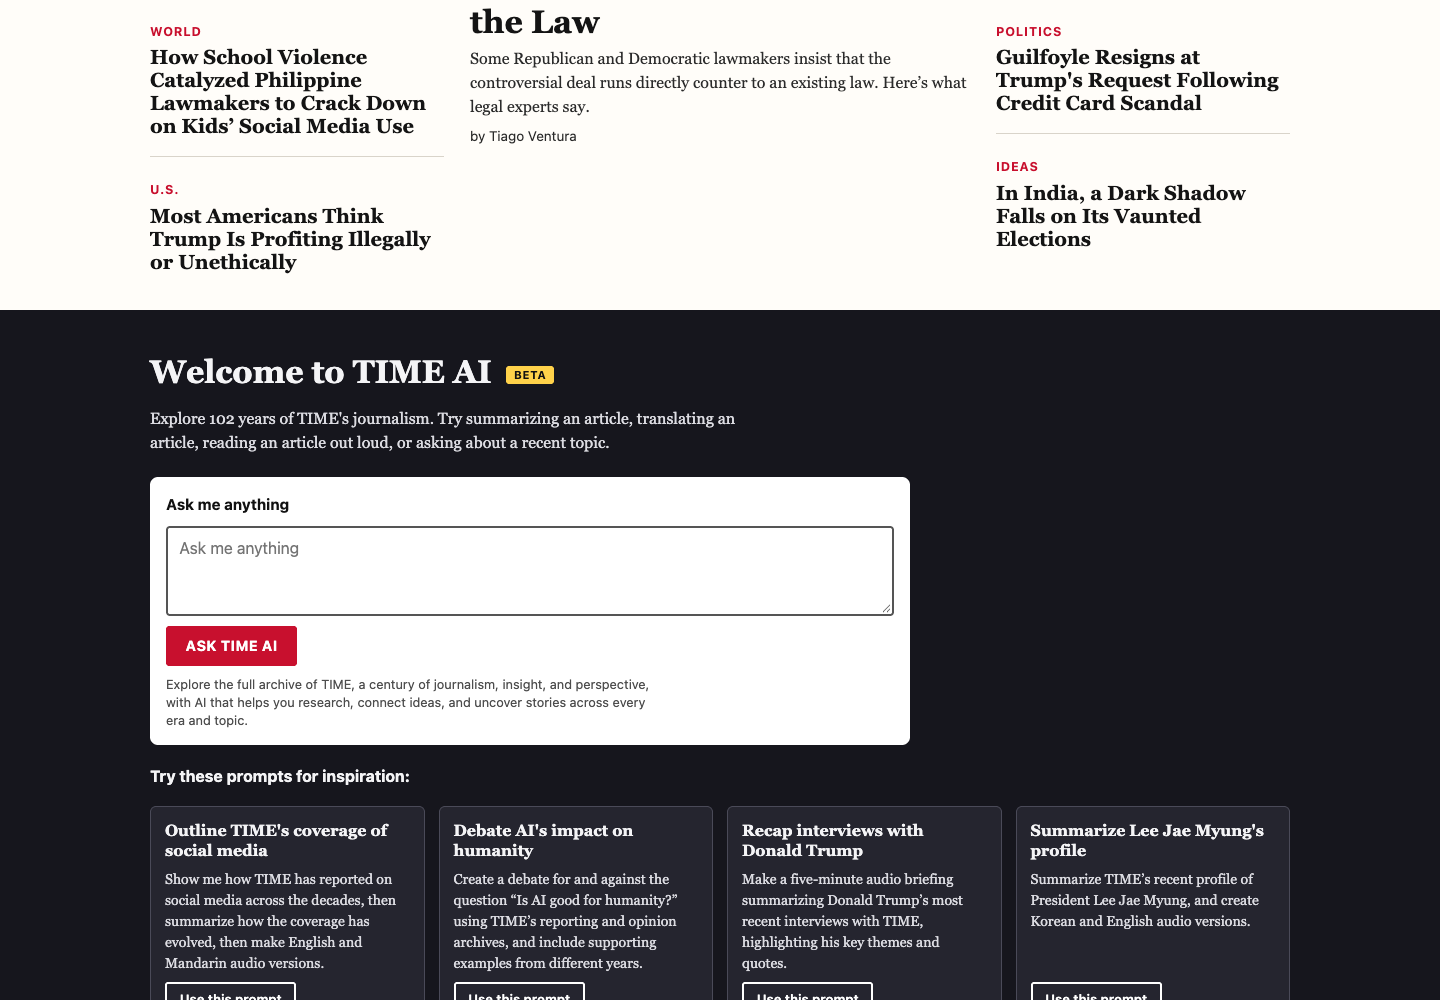 WORLD
How School Violence
Catalyzed Philippine
Lawmakers to Crack Down
on Kids’ Social Media Use
U.S.
Most Americans Think
Trump Is Profiting Illegally
or Unethically
the Law
Some Republican and Democratic lawmakers insist that the
controversial deal runs directly counter to an existing law. Here’s what
legal experts say.
by Tiago Ventura
POLITICS
Guilfoyle Resigns at
Trump's Request Following
Credit Card Scandal
IDEAS
In India, a Dark Shadow
Falls on Its Vaunted
Elections
Welcome to TIME AI BETA
Explore 102 years of TIME's journalism. Try summarizing an article, translating an
article, reading an article out loud, or asking about a recent topic.
Ask me anything
Ask me anything
ASK TIME AI
Explore the full archive of TIME, a century of journalism, insight, and perspective,
with AI that helps you research, connect ideas, and uncover stories across every
era and topic.
Try these prompts for inspiration:
Outline TIME's coverage of
social media
Show me how TIME has reported on
social media across the decades, then
summarize how the coverage has
evolved, then make English and
Mandarin audio versions.
Use this prompt
Debate AI's impact on
humanity
Create a debate for and against the
question “Is AI good for humanity?”
using TIME’s reporting and opinion
archives, and include supporting
examples from different years.
Use this prompt
Recap interviews with
Donald Trump
Make a five-minute audio briefing
summarizing Donald Trump’s most
recent interviews with TIME,
highlighting his key themes and
quotes.
Use this prompt
Summarize Lee Jae Myung's
profile
Summarize TIME’s recent profile of
President Lee Jae Myung, and create
Korean and English audio versions.
Use this prompt